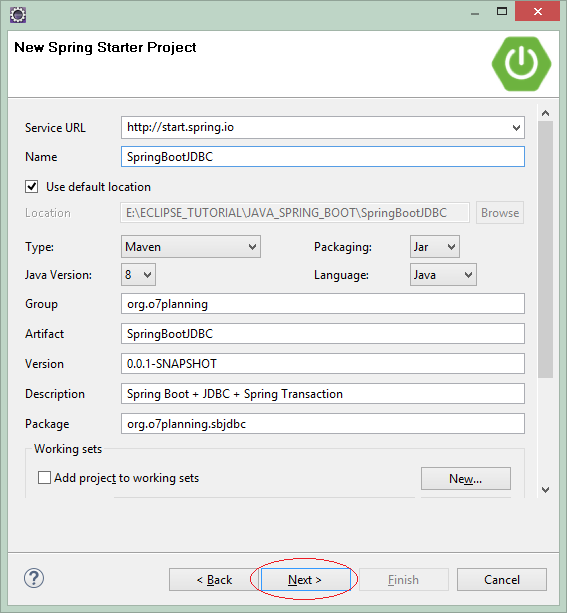 New Spring Starter Project
Service URL http://start.spring.io
Name SpringBootJDBC
Use default location
Location E:\ECLIPSE_TUTORIAL\JAVA_SPRING_BOOT\SpringBootJDBC Browse
Type: Maven Packaging: Jar
Java Version: 8 Language: Java
Group org.o7planning
Artifact SpringBootJDBC
Version 0.0.1-SNAPSHOT
Description Spring Boot + JDBC + Spring Transaction
Package org.o7planning.sbjdbc
Working sets
Add project to working sets New...
? < Back Next > Finish Cancel